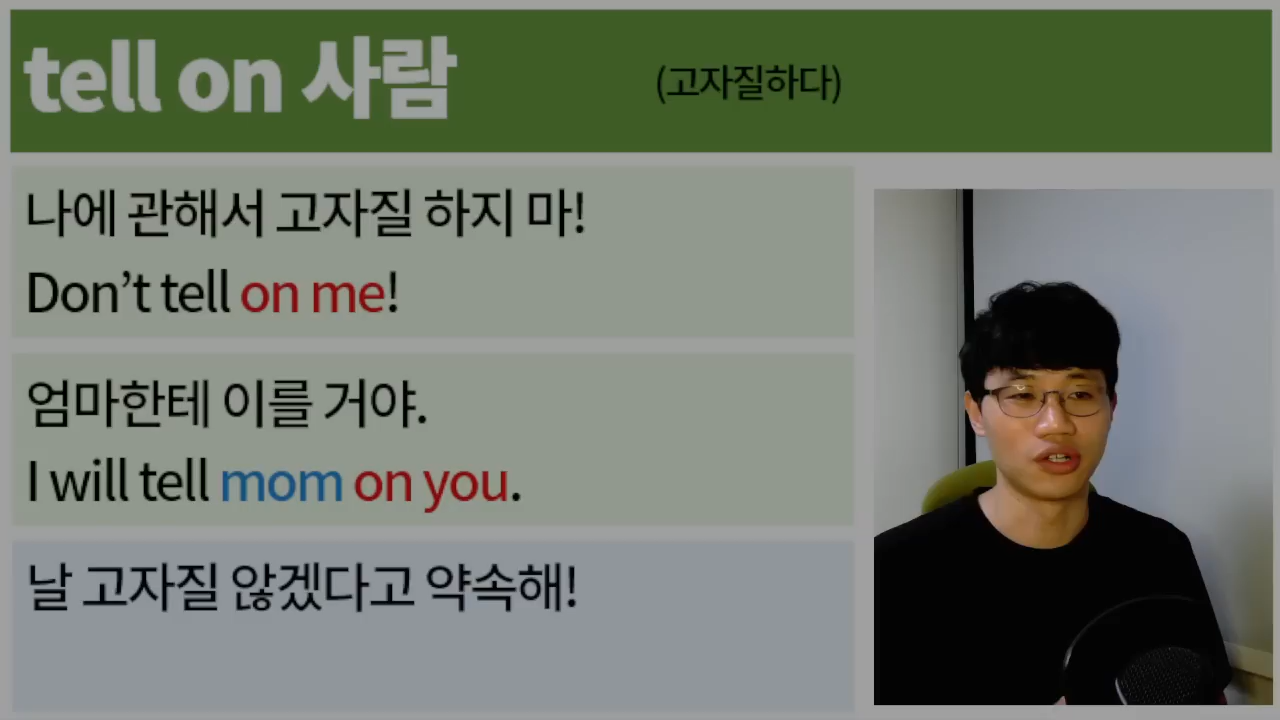 tell on 사람 (고자질하다)
나에 관해서 고자질 하지 마!
Don’t tell on me!
엄마한테 이를 거야.
I will tell mom on you.
날 고자질 않겠다고 약속해!